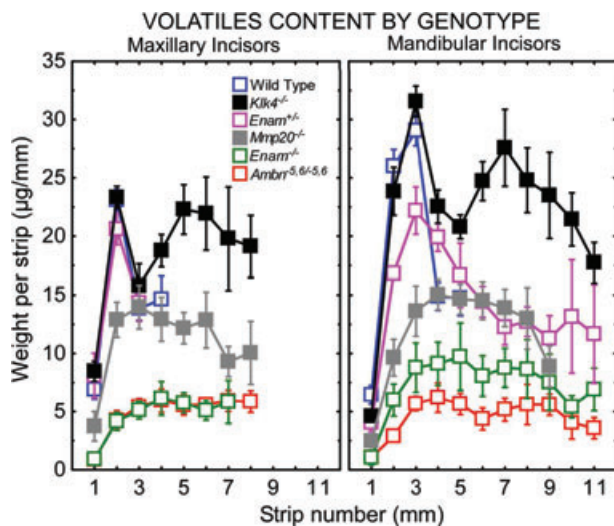 VOLATILES CONTENT BY GENOTYPE
Maxillary Incisors
Mandibular Incisors
Weight per strip (µg/mm)
35
30
25
20
15
10
5
0
Wild Type
Klk4-/-
Enam+/-
Mmp20-/-
Enam-/-
Ambn-5,6/-5,6
1 3 5 7 9 11
1 3 5 7 9 11
Strip number (mm)